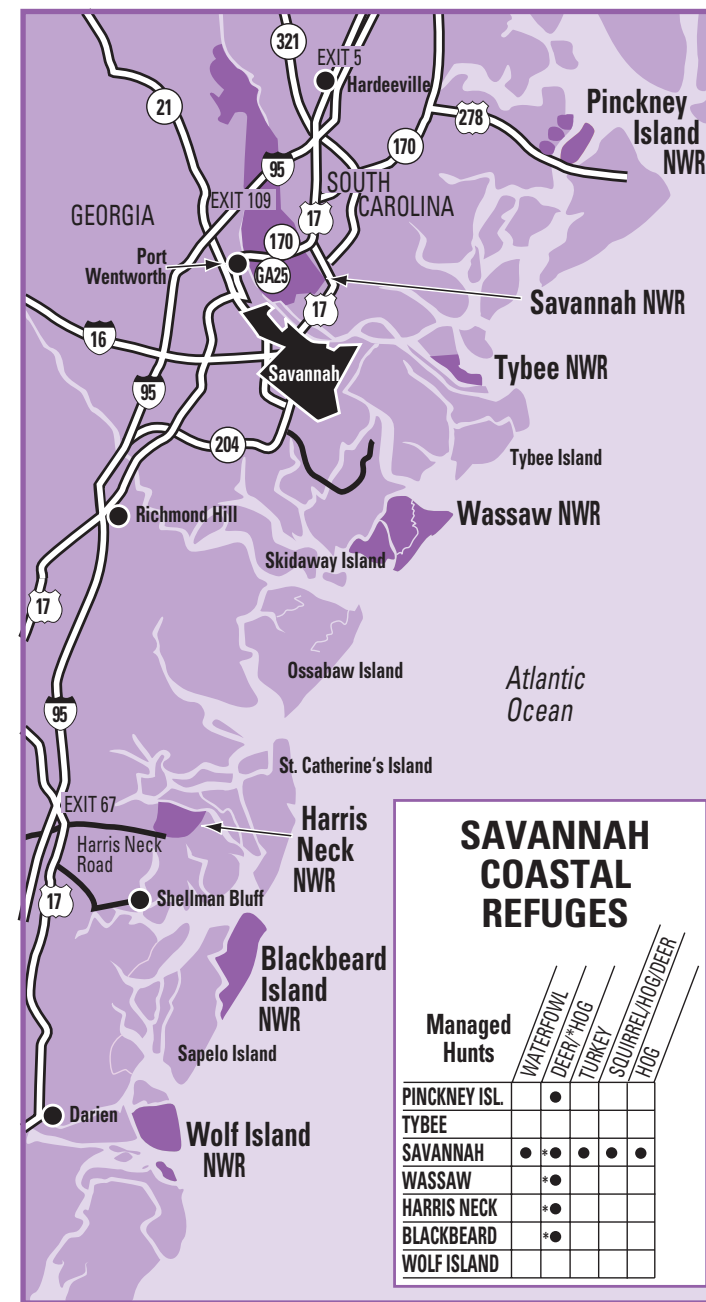 321
EXIT 5
Hardeeville
21
Pinckney
Island
NWR
278
170
95
SOUTH
CAROLINA
EXIT 109
17
GEORGIA
170
Port
Wentworth
GA25
Savannah NWR
17
16
Tybee NWR
Savannah
95
204
Tybee Island
Wassaw NWR
Richmond Hill
Skidaway Island
17
Ossabaw Island
Atlantic
Ocean
95
St. Catherine's Island
EXIT 67
Harris
Neck
NWR
Harris Neck
Road
17
Shellman Bluff
Blackbeard
Island
NWR
Sapelo Island
Darien
Wolf Island
NWR
SAVANNAH
COASTAL
REFUGES
Managed
Hunts
WATERFOWL
DEER/*HOG
TURKEY
SQUIRREL/HOG/DEER
HOG
PINCKNEY ISL. ●
TYBEE
SAVANNAH ● *● ● ● ●
WASSAW *●
HARRIS NECK *●
BLACKBEARD *●
WOLF ISLAND